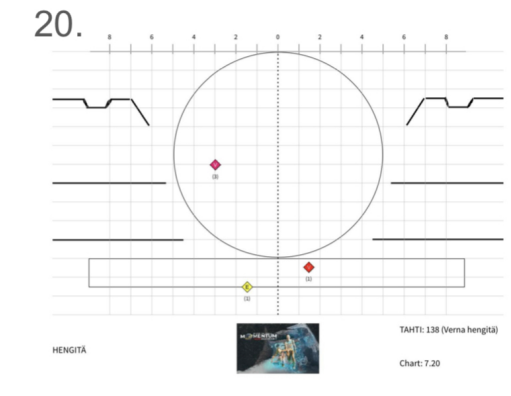 20.
8 6 4 2 0 2 4 6 8
(3)
(1)
E
(1)
MOMENTUM
TAHTI: 138 (Verna hengitä)
HENGITÄ
Chart: 7.20